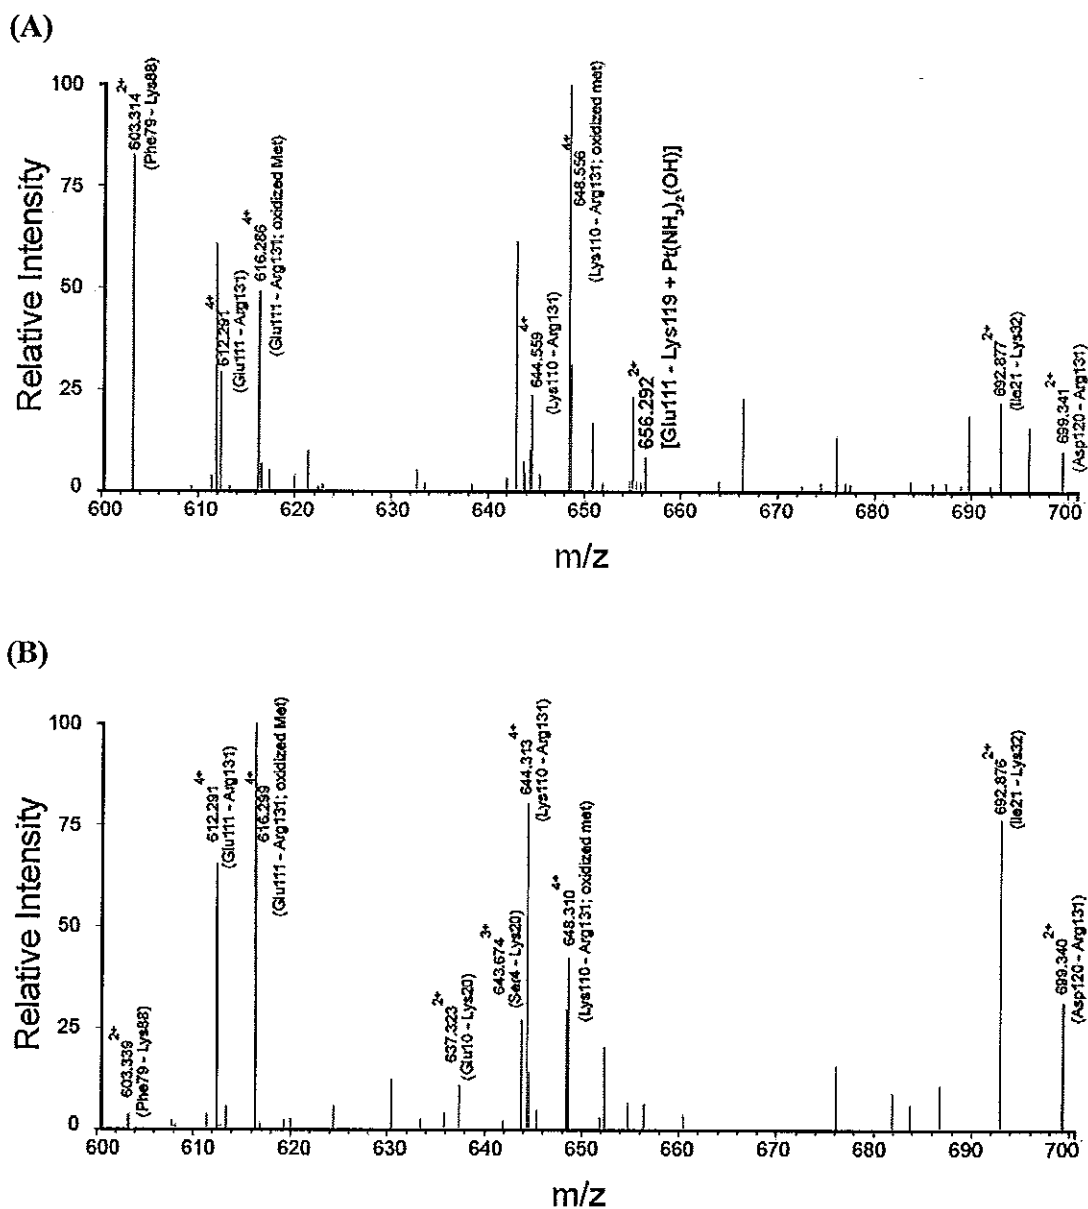 (A)
Relative Intensity
100
75
50
25
0
2+
603.314
(Phe79 - Lys88)
4+
612.291
(Glu111 - Arg131)
4+
616.286
(Glu111 - Arg131; oxidized Met)
4+
644.559
(Lys110 - Arg131)
4+
648.556
(Lys110 - Arg131; oxidized met)
2+
656.292
[Glu111 - Lys119 + Pt(NH3)2(OH)]
2+
692.877
(Ile21 - Lys32)
2+
699.341
(Asp120 - Arg131)
600 610 620 630 640 650 660 670 680 690 700
m/z
(B)
Relative Intensity
100
75
50
25
0
2+
603.339
(Phe79 - Lys88)
4+
612.291
(Glu111 - Arg131)
4+
616.299
(Glu111 - Arg131; oxidized Met)
2+
637.323
(Glu10 - Lys20)
3+
643.674
(Ser4 - Lys20)
4+
644.313
(Lys110 - Arg131)
4+
648.310
(Lys110 - Arg131; oxidized met)
2+
692.876
(Ile21 - Lys32)
2+
699.340
(Asp120 - Arg131)
600 610 620 630 640 650 660 670 680 690 700
m/z